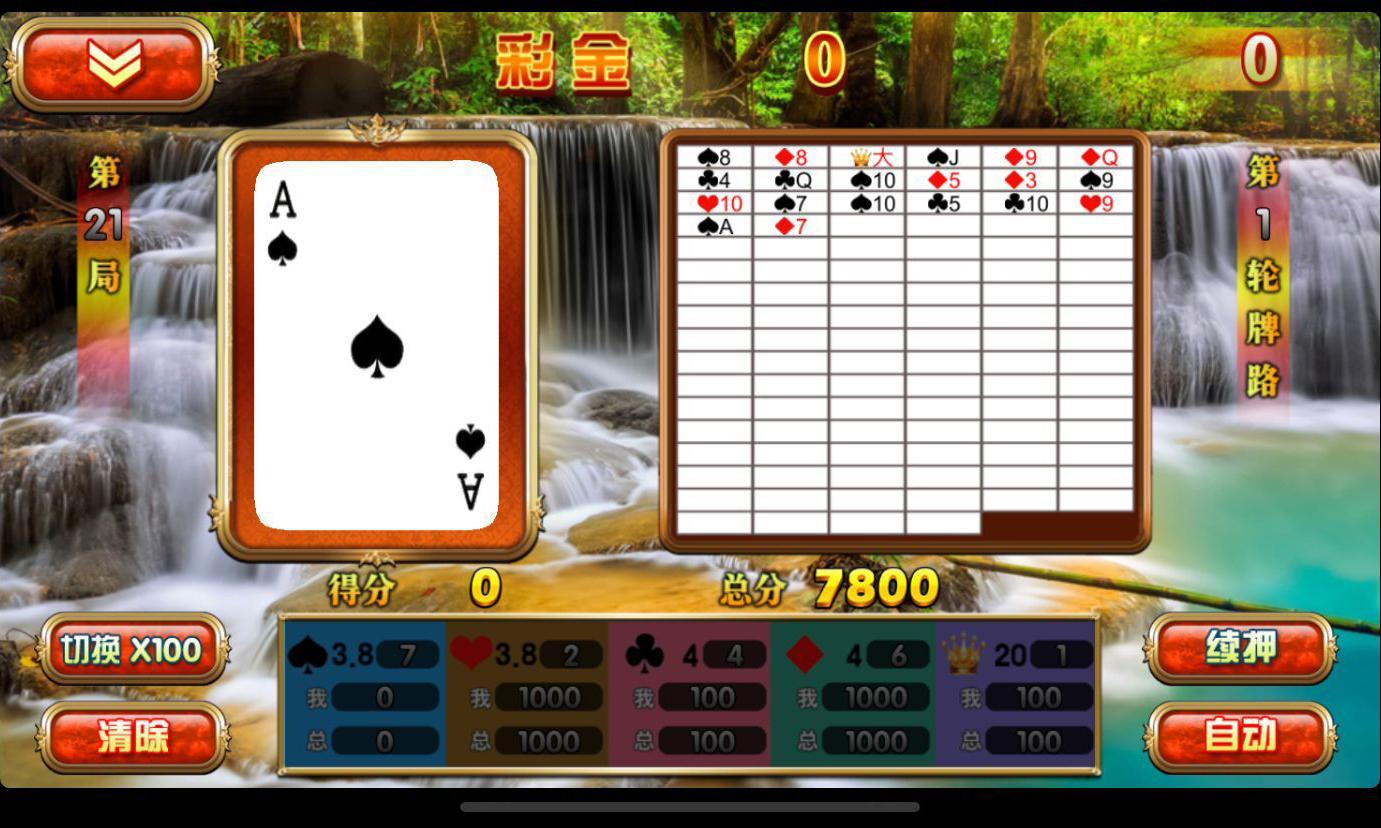 彩金 0 0
第
21
局
A
A
♠8 ♦8 大 ♠J ♦9 ♦Q
♣4 ♣Q ♠10 ♦5 ♦3 ♠9
♥10 ♠7 ♠10 ♣5 ♣10 ♥9
♠A ♦7
第
1
轮
牌
路
得分 0 总分 7800
切换 X100
清除
♠ 3.8 7 ♥ 3.8 2 ♣ 4 4 ♦ 4 6 20 1
我 0 我 1000 我 100 我 1000 我 100
总 0 总 1000 总 100 总 1000 总 100
续押
自动